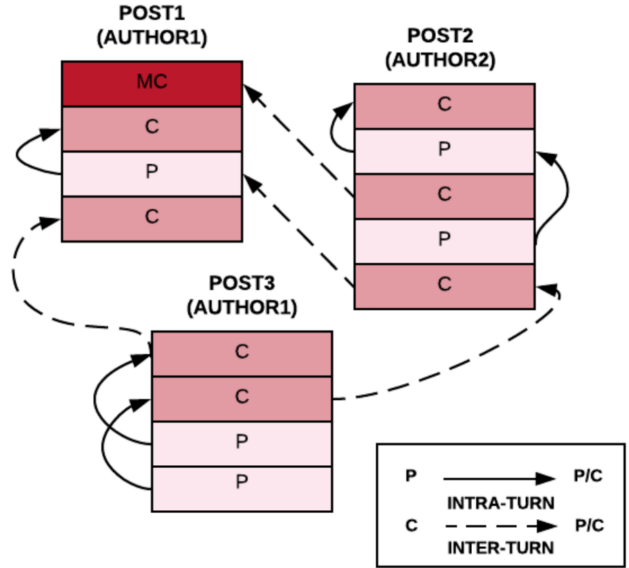 POST1
(AUTHOR1)
MC
C
P
C
POST2
(AUTHOR2)
C
P
C
P
C
POST3
(AUTHOR1)
C
C
P
P
P P/C
INTRA-TURN
C P/C
INTER-TURN